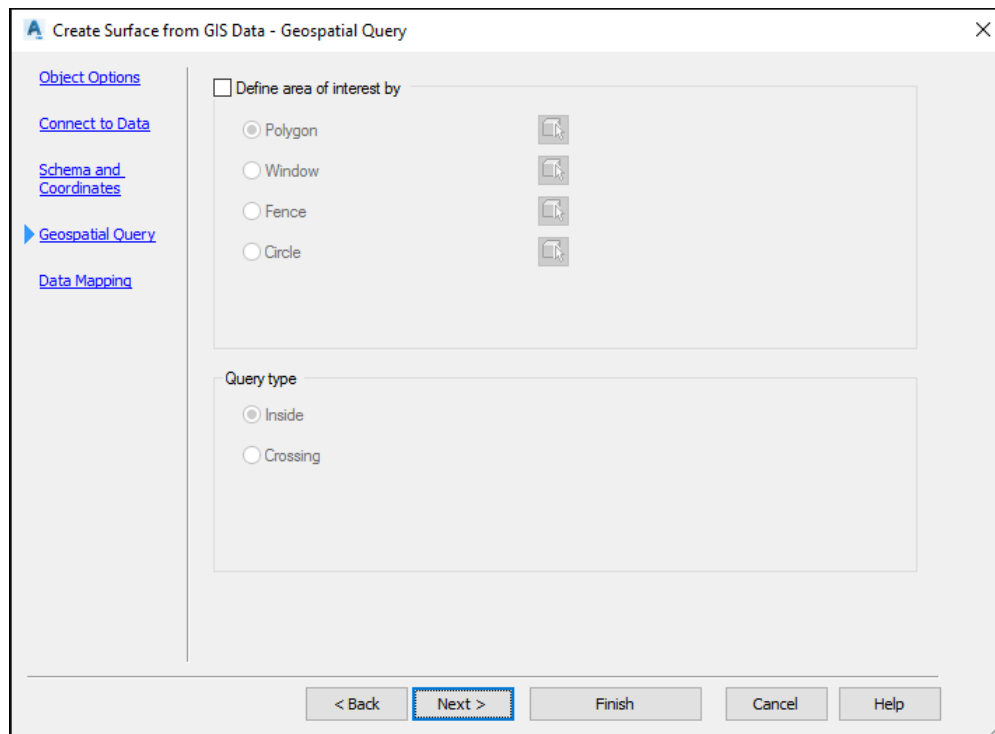 Create Surface from GIS Data - Geospatial Query
Object Options
Connect to Data
Schema and
Coordinates
Geospatial Query
Data Mapping
Define area of interest by
Polygon
Window
Fence
Circle
Query type
Inside
Crossing
< Back
Next >
Finish
Cancel
Help